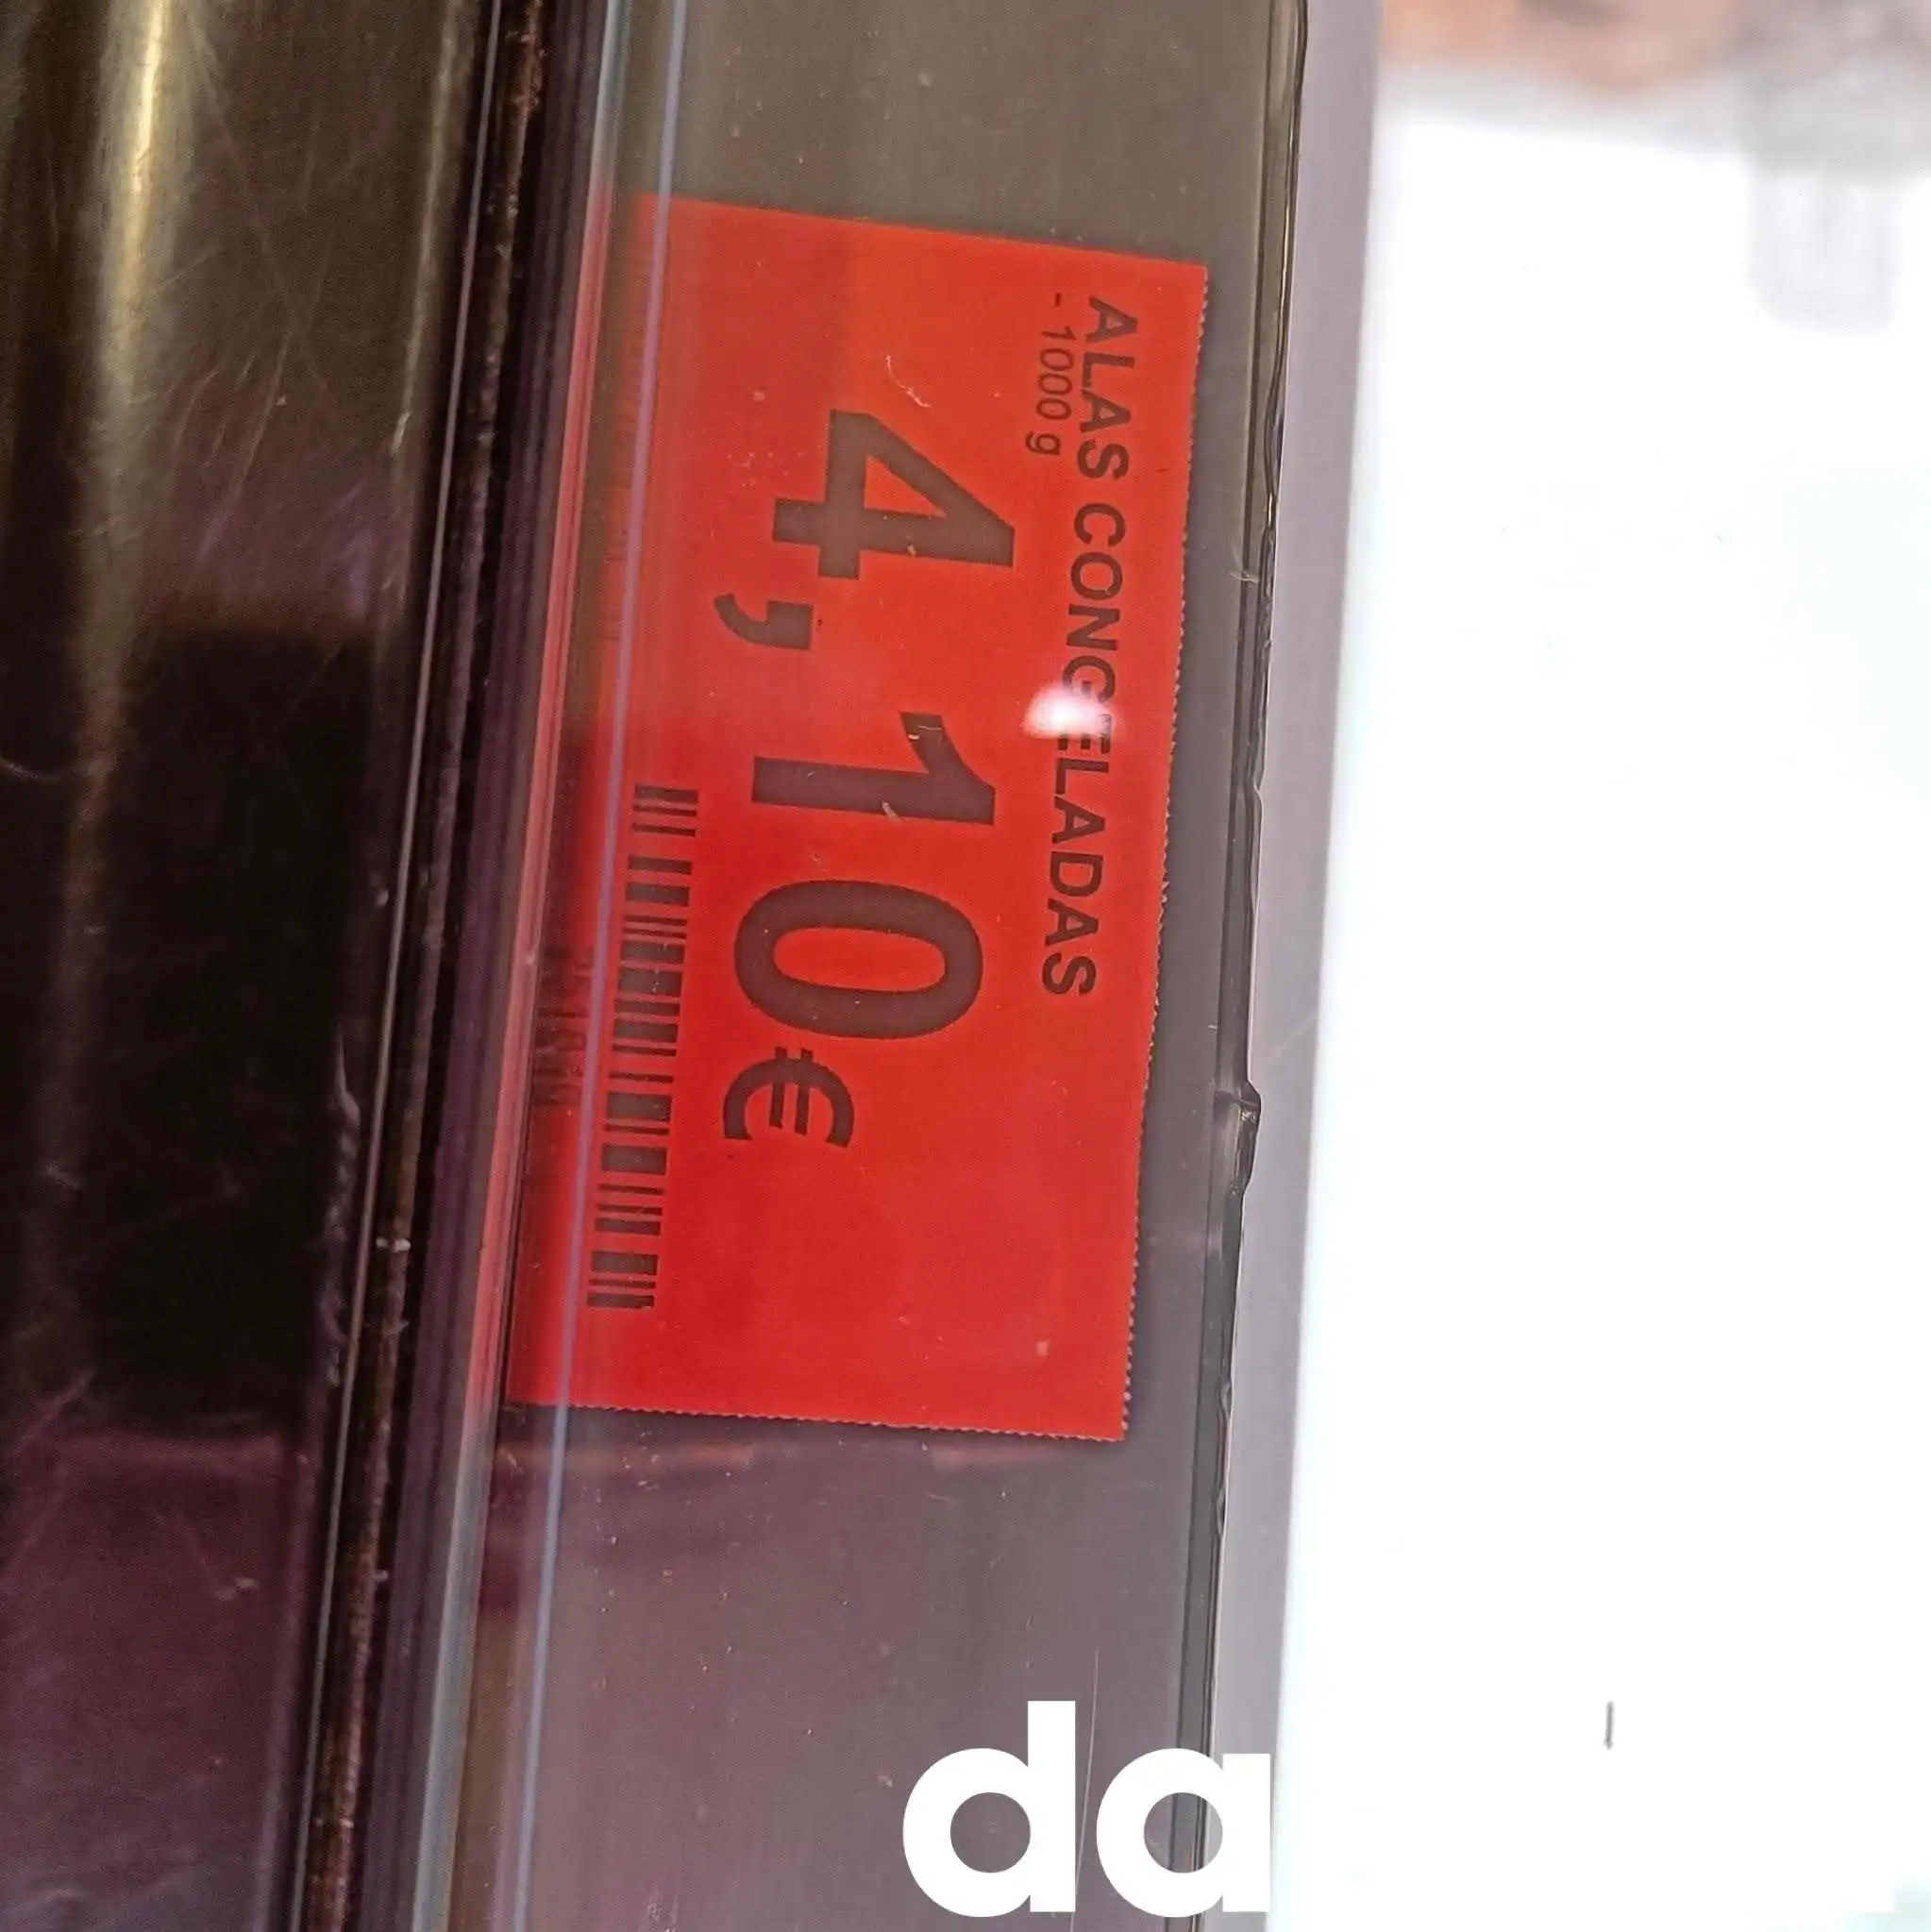 ALAS CONGELADAS
- 1000 g
4,10€
da